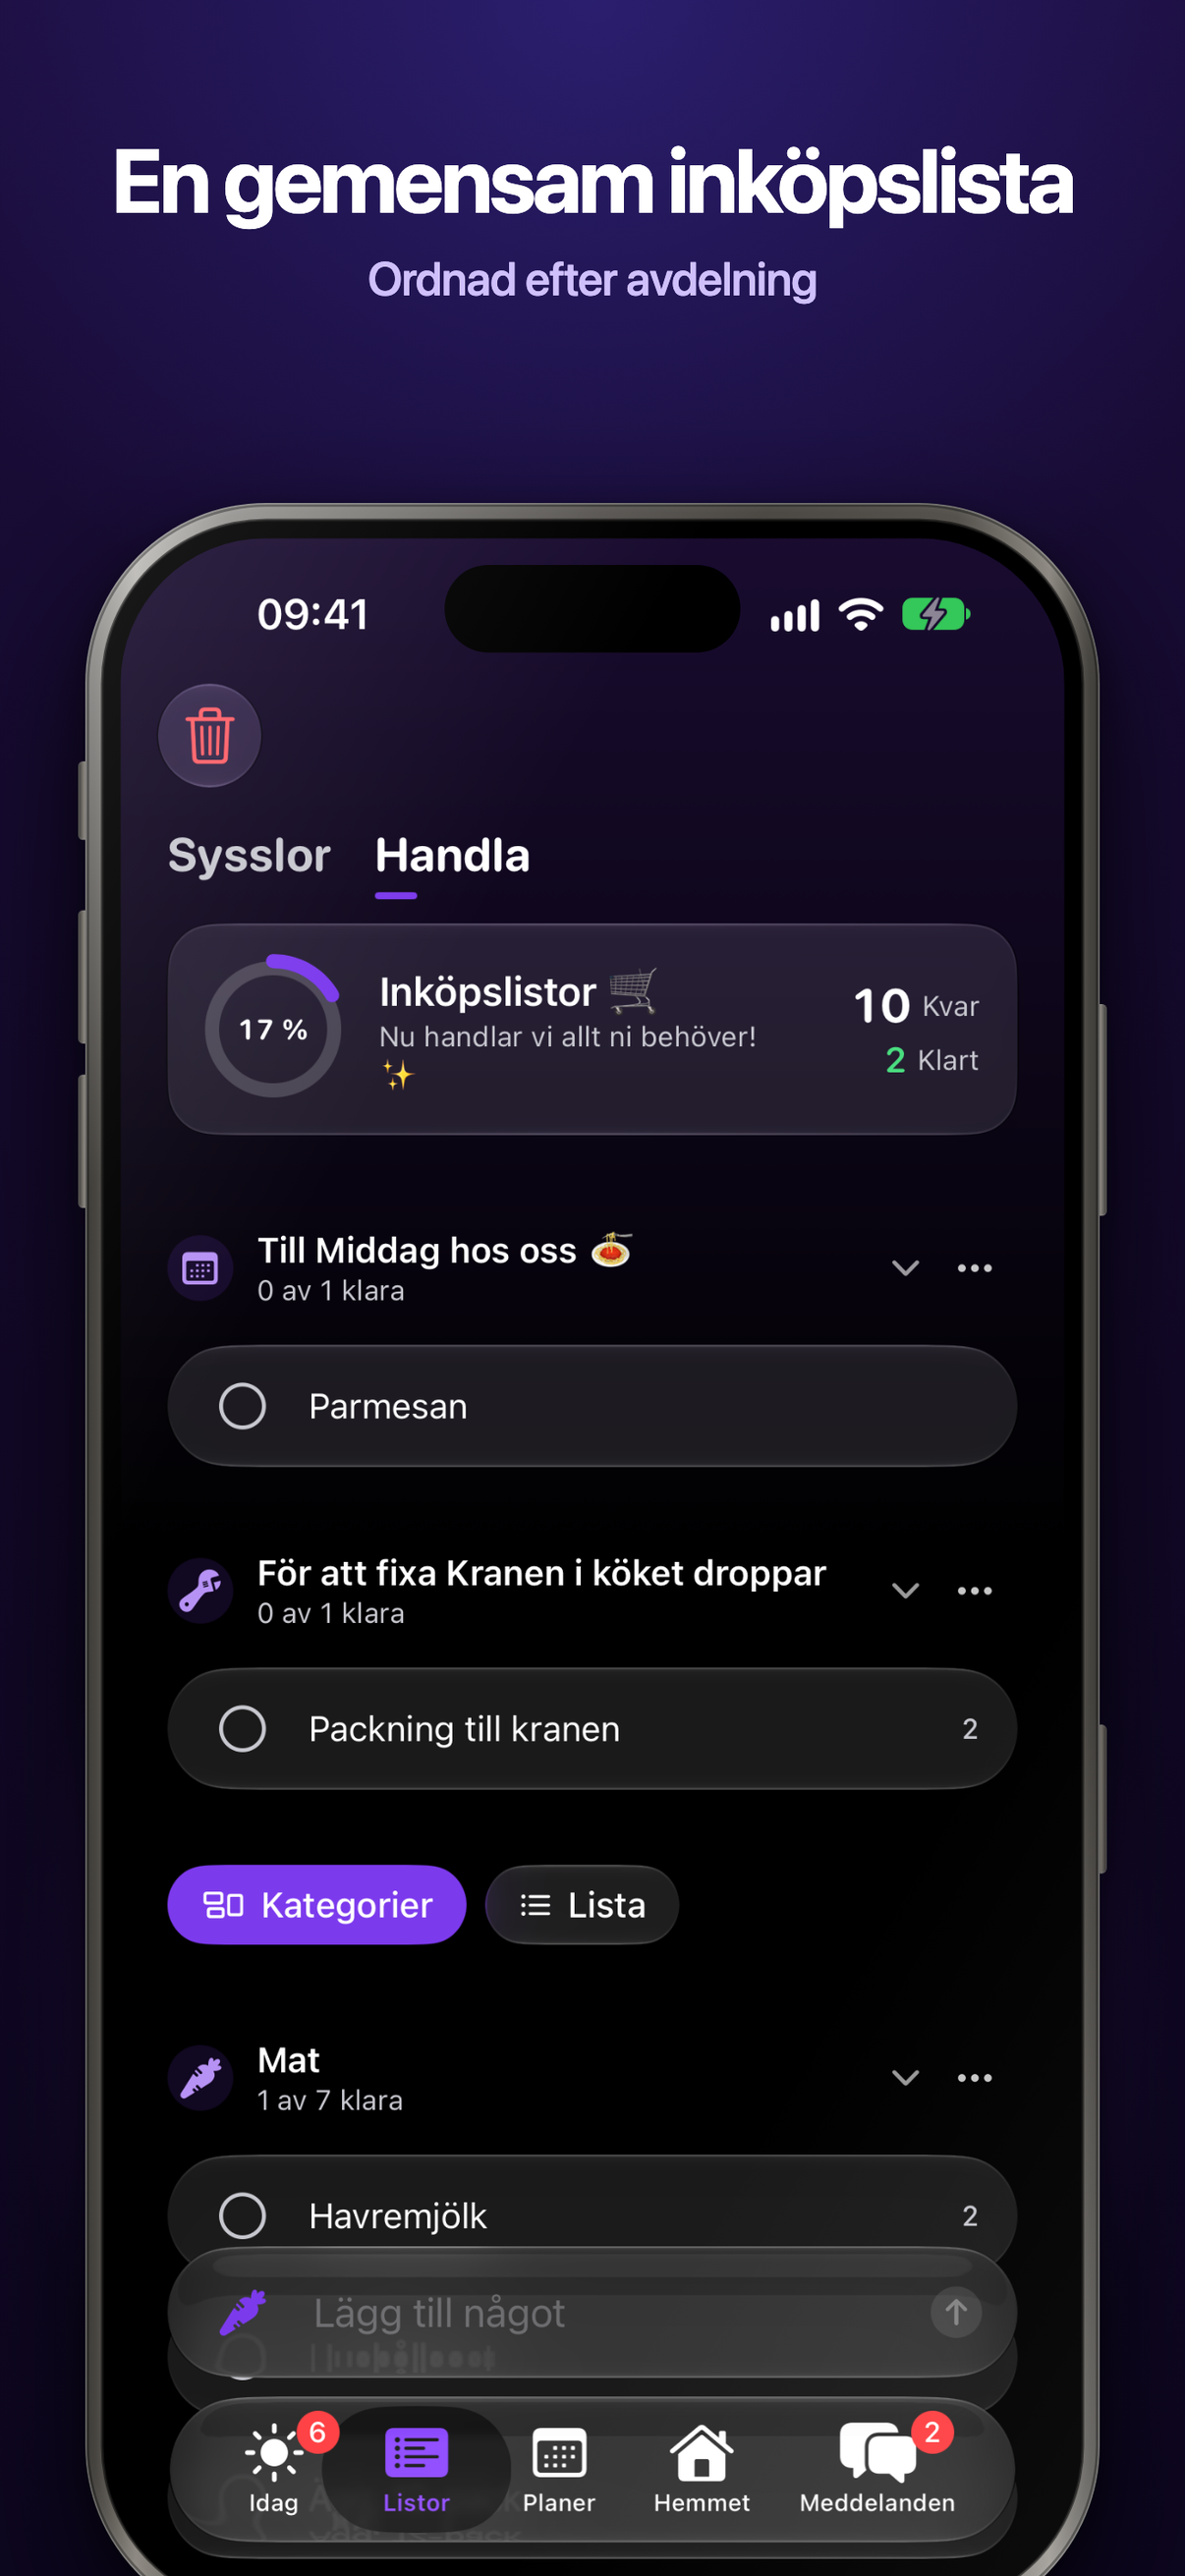 En gemensam inköpslista
Ordnad efter avdelning
09:41
Sysslor Handla
17 %
Inköpslistor
Nu handlar vi allt ni behöver!
10 Kvar
2 Klart
Till Middag hos oss
0 av 1 klara
Parmesan
För att fixa Kranen i köket droppar
0 av 1 klara
Packning till kranen 2
Kategorier Lista
Mat
1 av 7 klara
Havremjölk 2
Lägg till något
6 2
Idag Listor Planer Hemmet Meddelanden